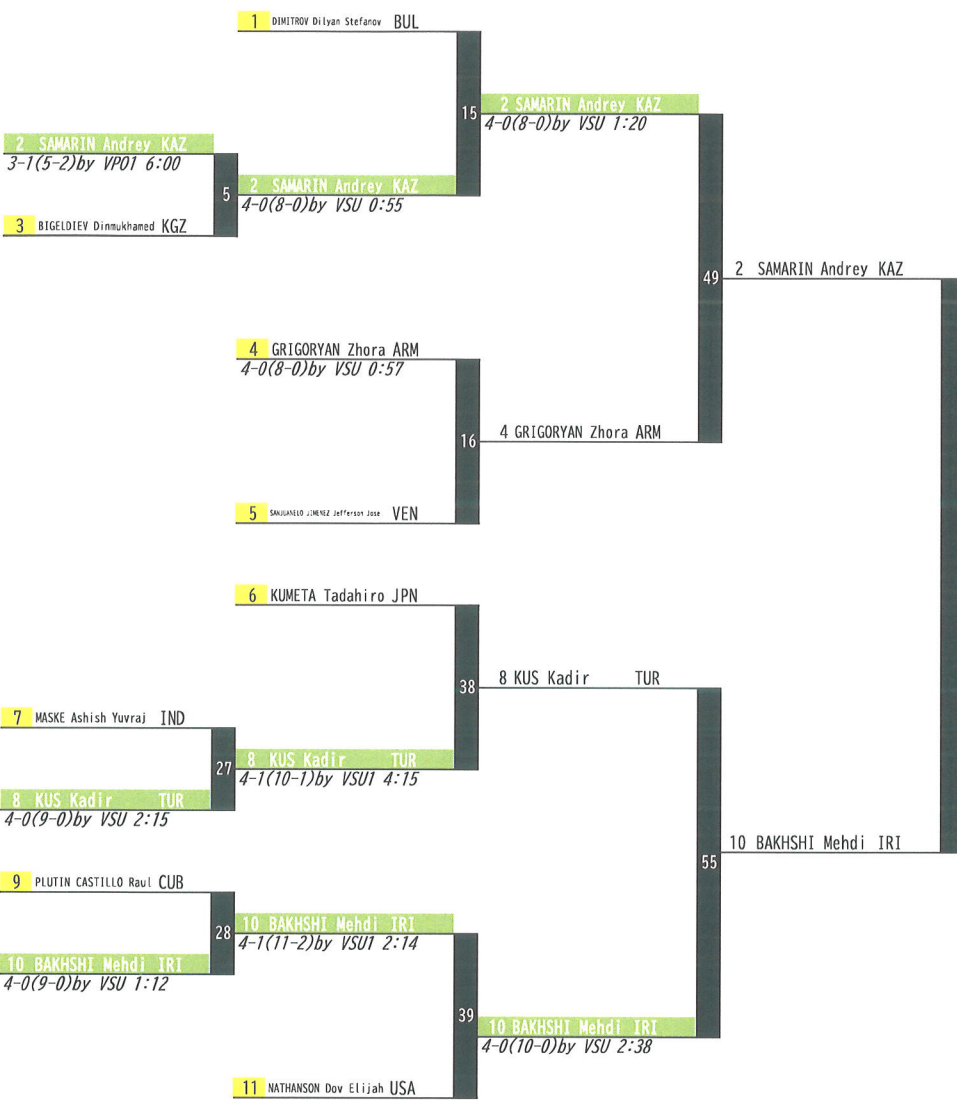 1 DIMITROV Dilyan Stefanov BUL
15
2 SAMARIN Andrey KAZ
4-0(8-0)by VSU 1:20
2 SAMARIN Andrey KAZ
3-1(5-2)by VPO1 6:00
5
2 SAMARIN Andrey KAZ
4-0(8-0)by VSU 0:55
3 BIGELDIEV Dinmukhamed KGZ
49
2 SAMARIN Andrey KAZ
4 GRIGORYAN Zhora ARM
4-0(8-0)by VSU 0:57
16
4 GRIGORYAN Zhora ARM
5 SANJUANELO JIMENEZ Jefferson Jose VEN
6 KUMETA Tadahiro JPN
38
8 KUS Kadir TUR
7 MASKE Ashish Yuvraj IND
27
8 KUS Kadir TUR
4-1(10-1)by VSU1 4:15
8 KUS Kadir TUR
4-0(9-0)by VSU 2:15
55
10 BAKHSHI Mehdi IRI
9 PLUTIN CASTILLO Raul CUB
28
10 BAKHSHI Mehdi IRI
4-1(11-2)by VSU1 2:14
10 BAKHSHI Mehdi IRI
4-0(9-0)by VSU 1:12
39
10 BAKHSHI Mehdi IRI
4-0(10-0)by VSU 2:38
11 NATHANSON Dov Elijah USA